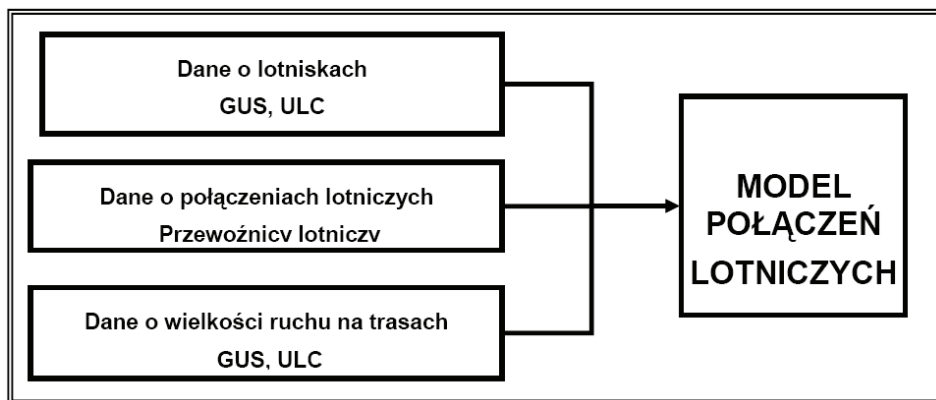 Dane o lotniskach
GUS, ULC
Dane o połączeniach lotniczych
Przewoźnicy lotniczy
Dane o wielkości ruchu na trasach
GUS, ULC
MODEL
POŁĄCZEŃ
LOTNICZYCH